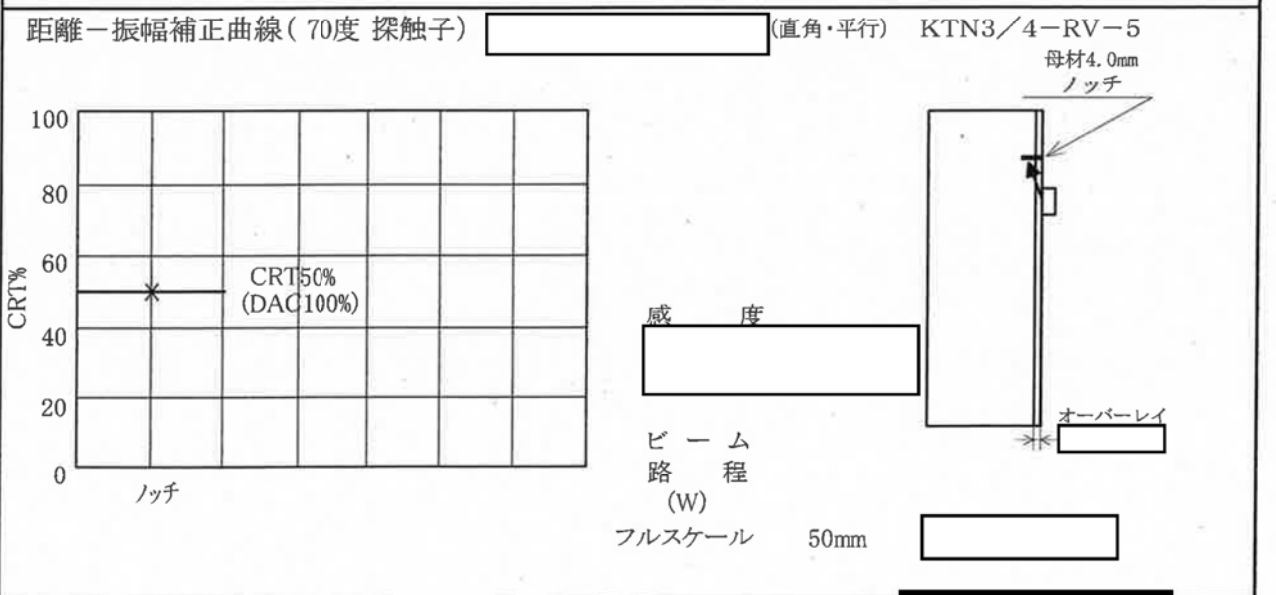 距離－振幅補正曲線( 70度 探触子) (直角・平行) KTN3／4－RV－5
母材4.0mm
ノッチ
100
80
60
40
20
0
CRT%
CRT50%
(DAC100%)
ノッチ
感 度
ビ ー ム
路 程
(W)
フルスケール 50mm
オーバーレイ